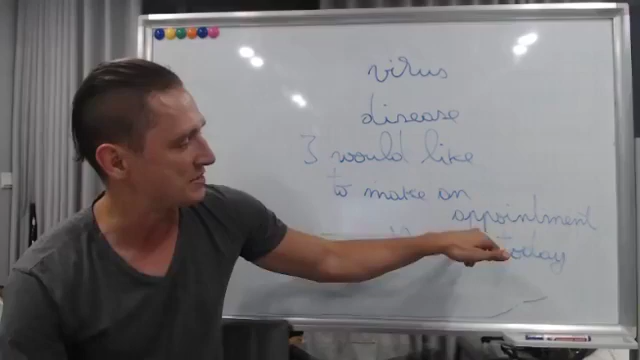 virus
disease
I would like
to make an
appointment
today